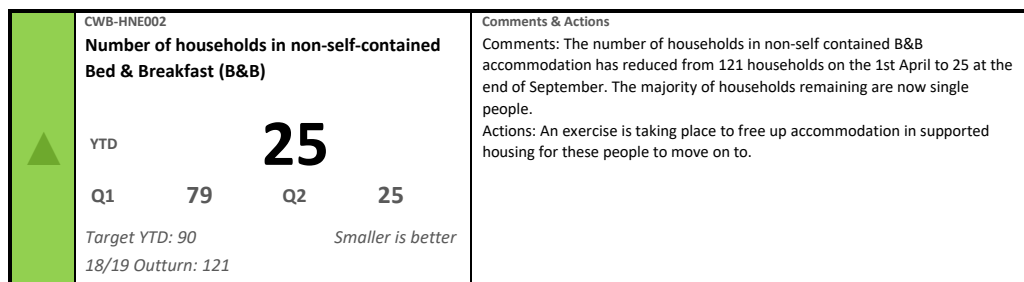 CWB-HNE002
Number of households in non-self-contained
Bed & Breakfast (B&B)
YTD 25
Q1 79 Q2 25
Target YTD: 90 Smaller is better
18/19 Outturn: 121
Comments & Actions
Comments: The number of households in non-self contained B&B
accommodation has reduced from 121 households on the 1st April to 25 at the
end of September. The majority of households remaining are now single
people.
Actions: An exercise is taking place to free up accommodation in supported
housing for these people to move on to.